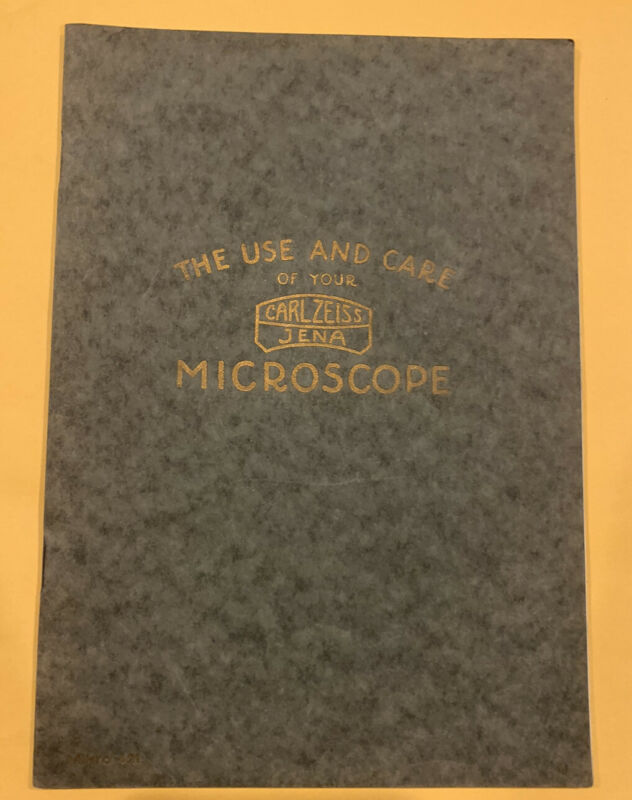 THE USE AND CARE
OF YOUR
CARL ZEISS
JENA
MICROSCOPE